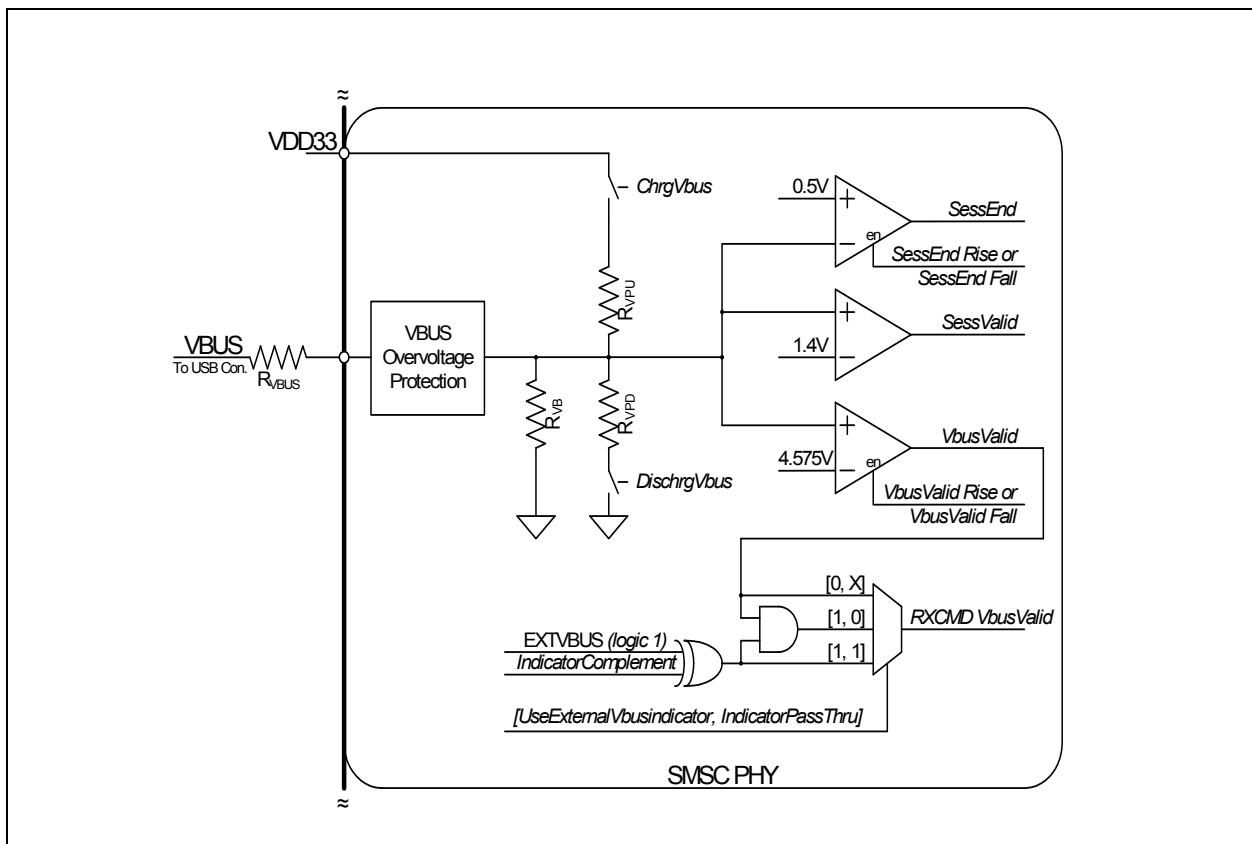 ≈
VDD33
ChrgVbus
0.5V
+
−
en
SessEnd
SessEnd Rise or
SessEnd Fall
RVPU
VBUS
To USB Con.
RVBUS
VBUS
Overvoltage
Protection
+
1.4V
−
SessValid
RVB
RVPD
DischrgVbus
+
4.575V
−
en
VbusValid
VbusValid Rise or
VbusValid Fall
[0, X]
[1, 0]
[1, 1]
RXCMD VbusValid
EXTVBUS (logic 1)
IndicatorComplement
[UseExternalVbusindicator, IndicatorPassThru]
SMSC PHY
≈